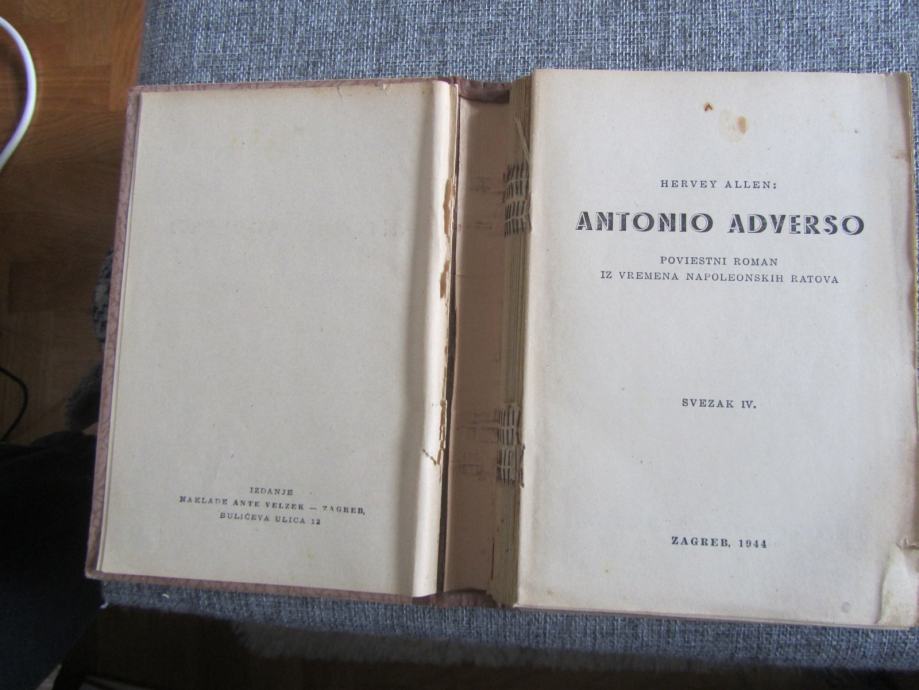 IZDANJE
NAKLADE ANTE VELZEK — ZAGREB,
BULIĆEVA ULICA 12
HERVEY ALLEN:
ANTONIO ADVERSO
POVIESTNI ROMAN
IZ VREMENA NAPOLEONSKIH RATOVA
SVEZAK IV.
ZAGREB, 1944